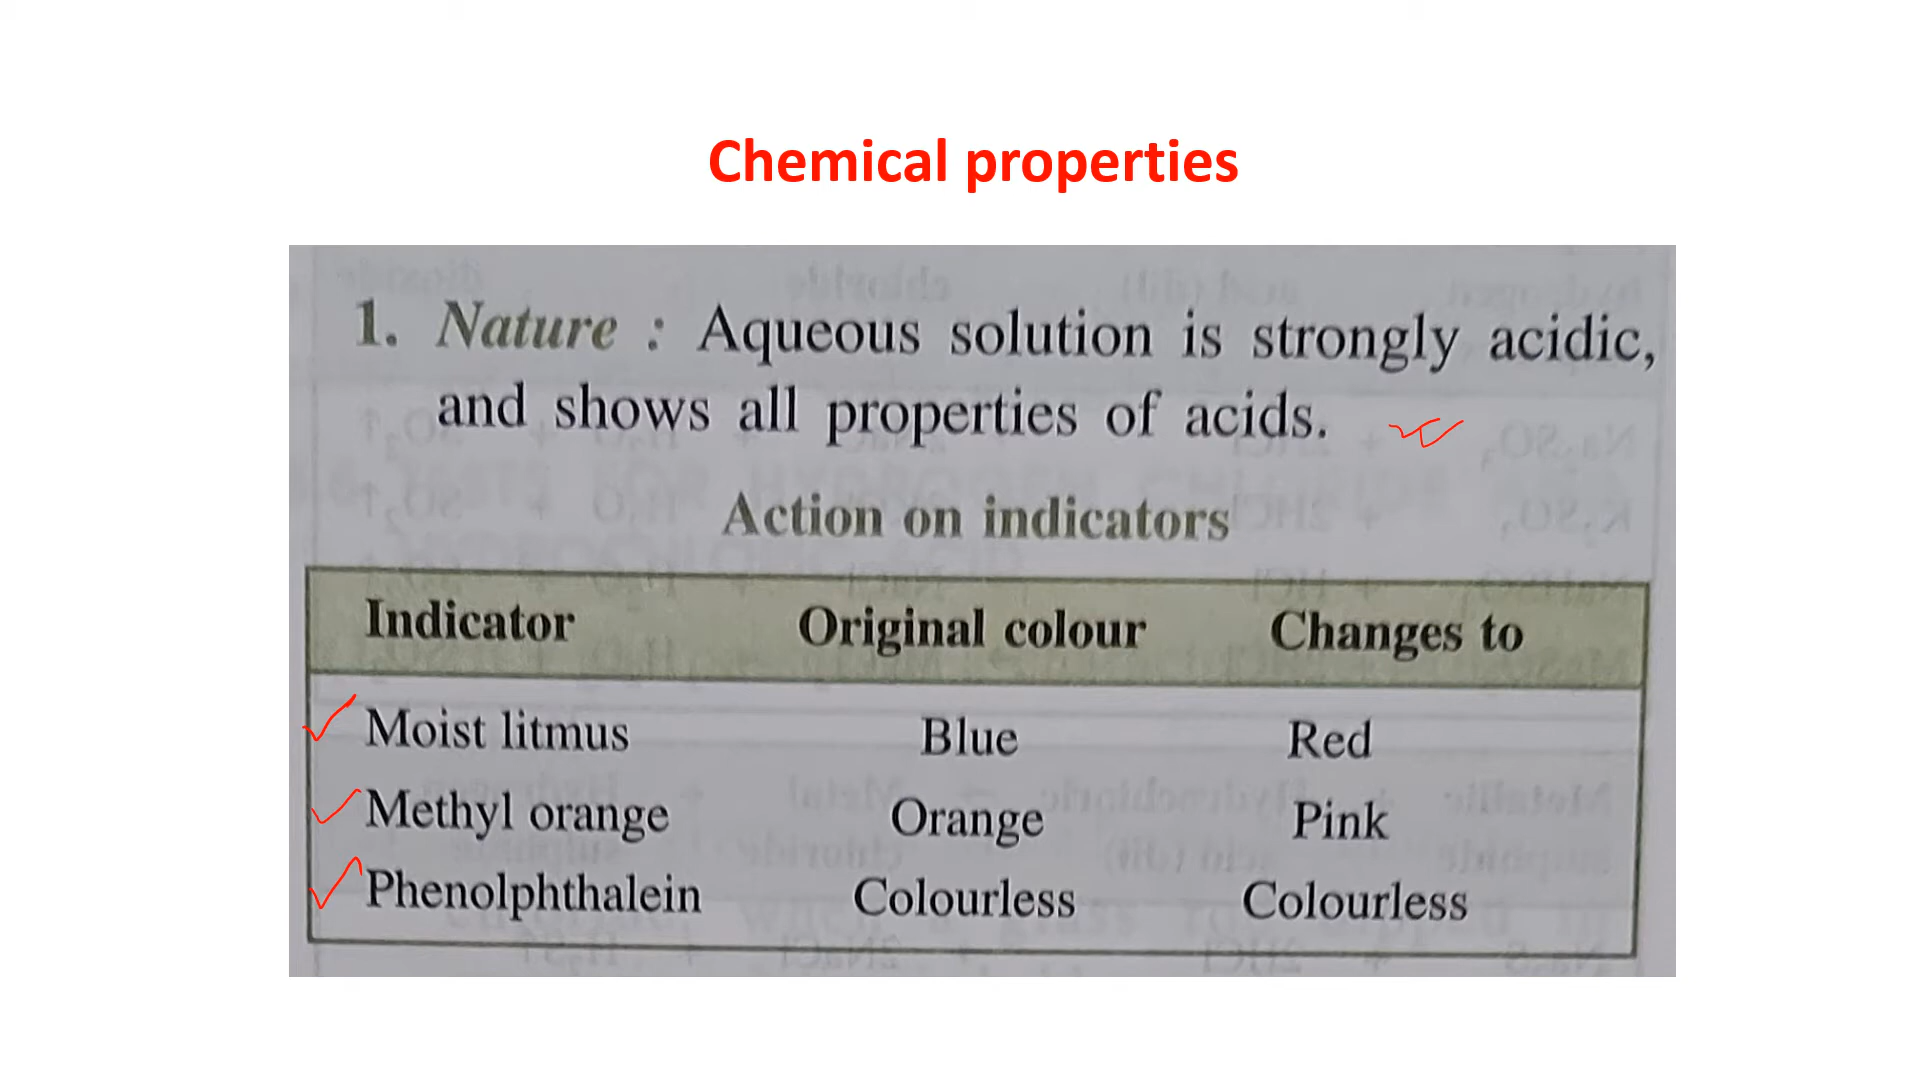 Chemical properties
1. Nature : Aqueous solution is strongly acidic,
and shows all properties of acids.
Action on indicators
Indicator Original colour Changes to
Moist litmus Blue Red
Methyl orange Orange Pink
Phenolphthalein Colourless Colourless